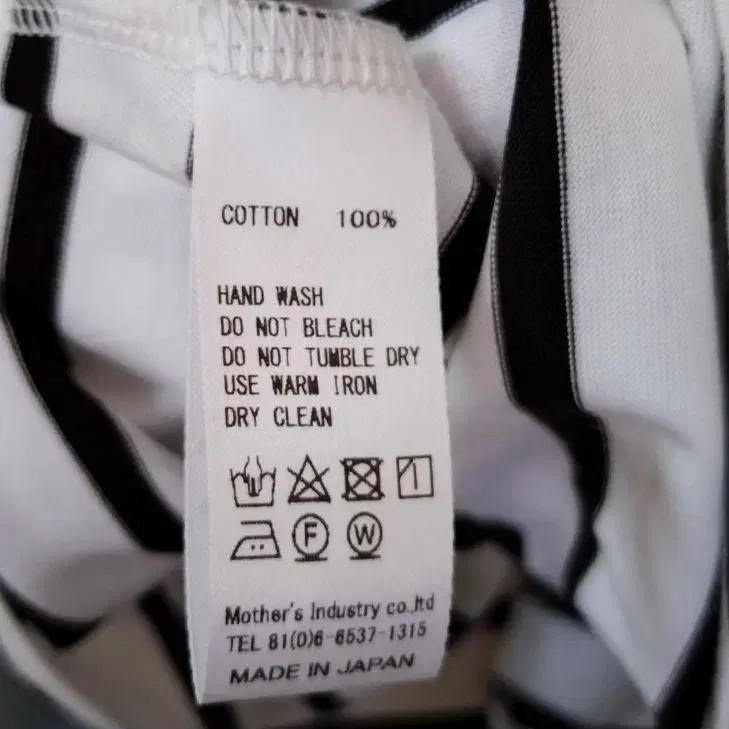 COTTON 100%
HAND WASH
DO NOT BLEACH
DO NOT TUMBLE DRY
USE WARM IRON
DRY CLEAN
F W
Mother's Industry co.,ltd
TEL 81(0)6-6537-1315
MADE IN JAPAN